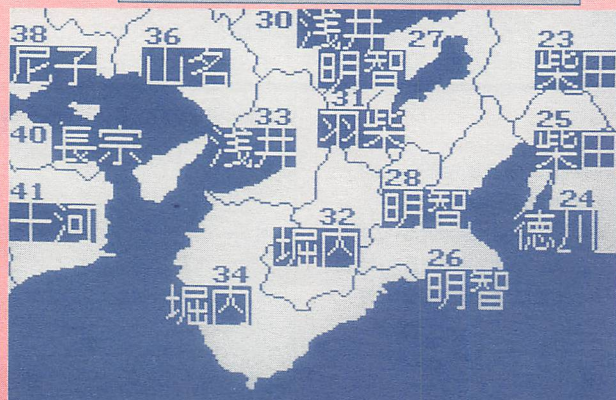 30 浅井
38 尼子
36 山名
27 明智
23 柴田
31 羽柴
33 浅井
25 柴田
40 長宗
41 十河
28 明智
24 徳川
32 堀内
26 明智
34 堀内